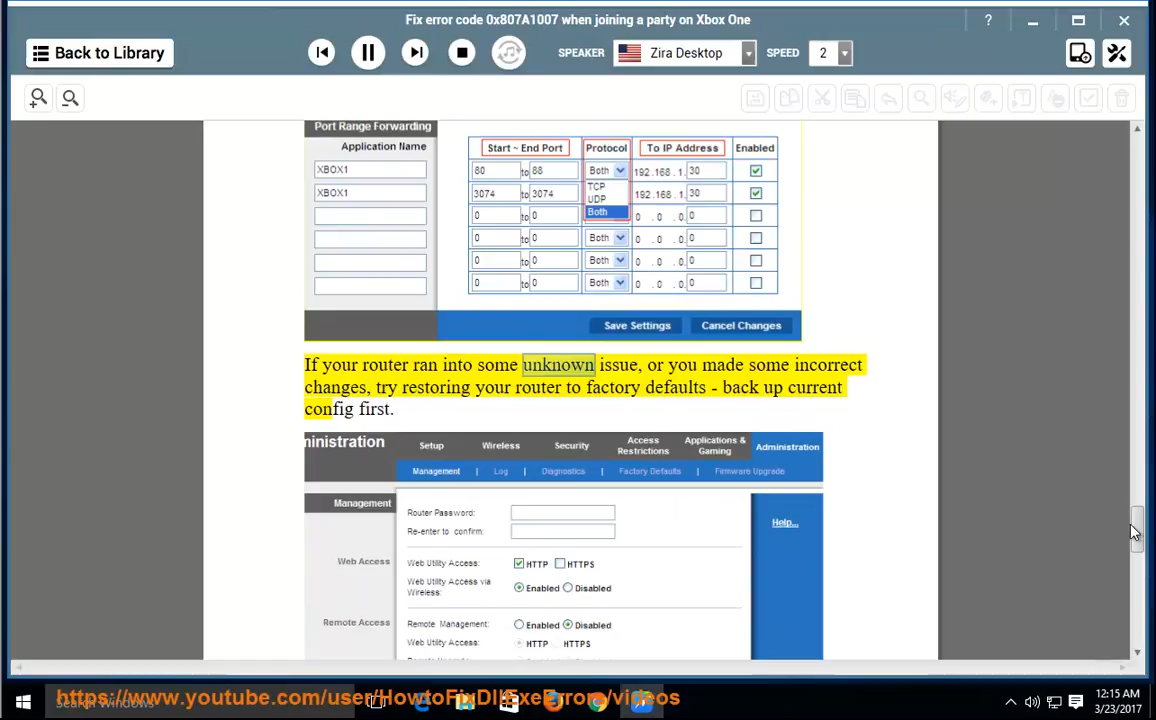 Fix error code 0x807A1007 when joining a party on Xbox One
?
Back to Library
SPEAKER Zira Desktop SPEED 2
Port Range Forwarding
Application Name Start ~ End Port Protocol To IP Address Enabled
XBOX1 80 to 88 Both 192.168.1. 30
TCP
XBOX1 3074 to 3074 UDP 192.168.1. 30
Both
0 to 0 0 .0 .0. 0
0 to 0 Both 0 .0 .0. 0
0 to 0 Both 0 .0 .0. 0
0 to 0 Both 0 .0 .0. 0
Save Settings Cancel Changes
If your router ran into some unknown issue, or you made some incorrect
changes, try restoring your router to factory defaults - back up current
config first.
ministration Setup Wireless Security Access Restrictions Applications & Gaming Administration
Management | Log | Diagnostics | Factory Defaults | Firmware Upgrade
Management
Router Password:
Help...
Re-enter to confirm:
Web Access Web Utility Access: HTTP HTTPS
Web Utility Access via Wireless: Enabled Disabled
Remote Access Remote Management: Enabled Disabled
Web Utility Access: HTTP HTTPS
Search Windows
https://www.youtube.com/user/HowtoFixDllExeErrors/videos
12:15 AM
3/23/2017